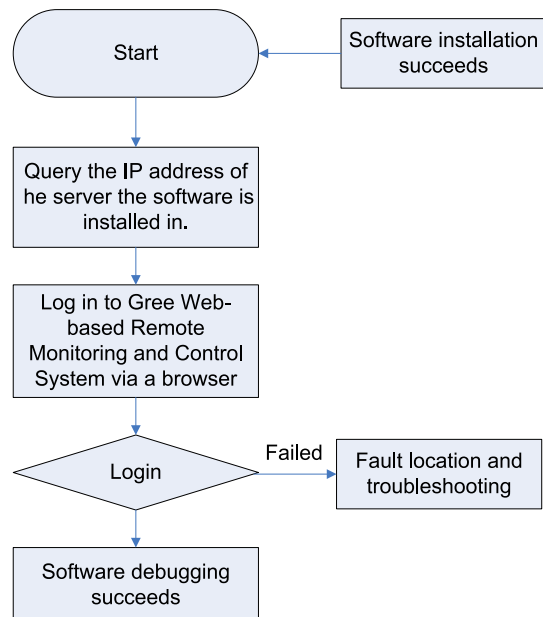 Start
Software installation
succeeds
Query the IP address of
he server the software is
installed in.
Log in to Gree Web-
based Remote
Monitoring and Control
System via a browser
Login
Failed
Fault location and
troubleshooting
Software debugging
succeeds